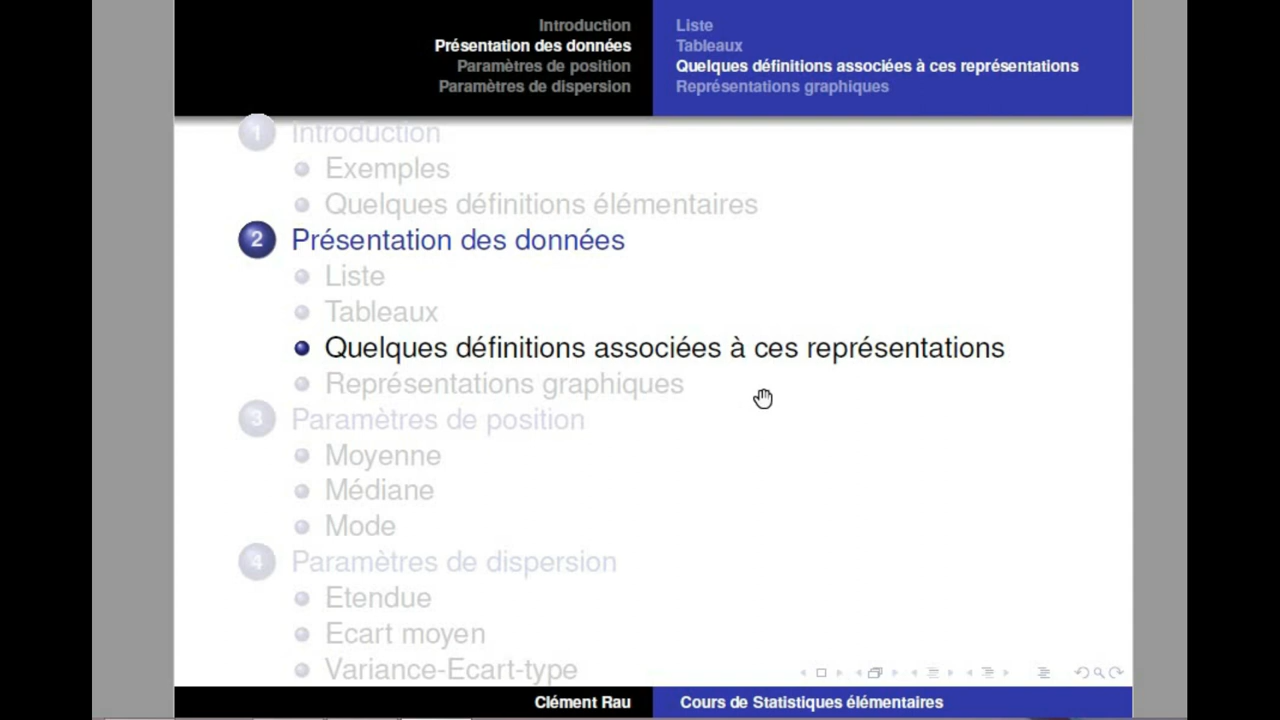 Introduction
Présentation des données
Paramètres de position
Paramètres de dispersion
Liste
Tableaux
Quelques définitions associées à ces représentations
Représentations graphiques
1 Introduction
Exemples
Quelques définitions élémentaires
2 Présentation des données
Liste
Tableaux
Quelques définitions associées à ces représentations
Représentations graphiques
3 Paramètres de position
Moyenne
Médiane
Mode
4 Paramètres de dispersion
Etendue
Ecart moyen
Variance-Ecart-type
Clément Rau
Cours de Statistiques élémentaires